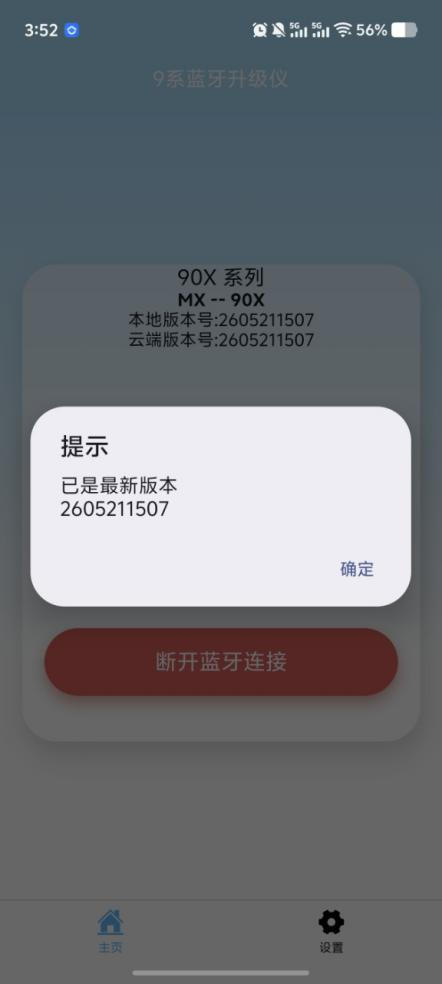 3:52
5G
5G
56%
9系蓝牙升级仪
90X 系列
MX -- 90X
本地版本号:2605211507
云端版本号:2605211507
提示
已是最新版本
2605211507
确定
断开蓝牙连接
主页
设置